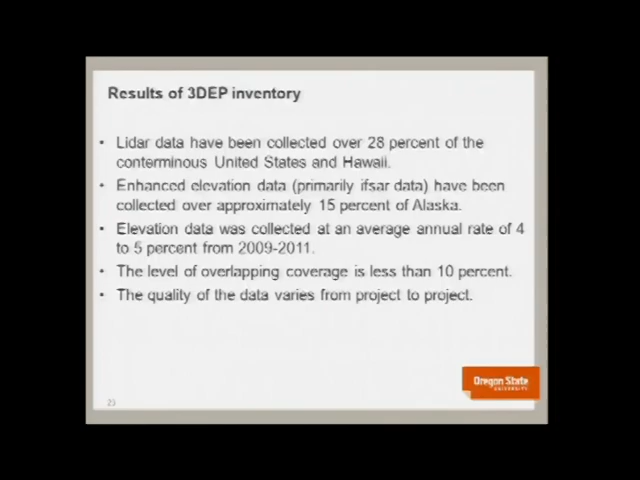 Results of 3DEP inventory
• Lidar data have been collected over 28 percent of the
conterminous United States and Hawaii.
• Enhanced elevation data (primarily ifsar data) have been
collected over approximately 15 percent of Alaska.
• Elevation data was collected at an average annual rate of 4
to 5 percent from 2009-2011.
• The level of overlapping coverage is less than 10 percent.
• The quality of the data varies from project to project.
Oregon State
UNIVERSITY
23